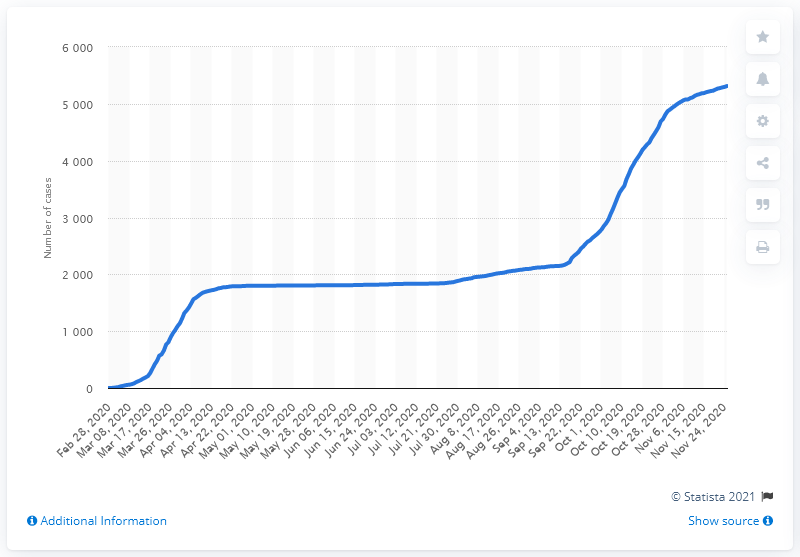 6 000
5 000
4 000
3 000
2 000
1 000
0
Number of cases
Feb 28, 2020
Mar 08, 2020
Mar 17, 2020
Mar 26, 2020
Apr 04, 2020
Apr 13, 2020
Apr 22, 2020
May 01, 2020
May 10, 2020
May 19, 2020
May 28, 2020
Jun 06, 2020
Jun 15, 2020
Jun 24, 2020
Jul 03, 2020
Jul 12, 2020
Jul 21, 2020
Jul 30, 2020
Aug 8, 2020
Aug 17, 2020
Aug 26, 2020
Sep 4, 2020
Sep 13, 2020
Sep 22, 2020
Oct 1, 2020
Oct 10, 2020
Oct 19, 2020
Oct 28, 2020
Nov 6, 2020
Nov 15, 2020
Nov 24, 2020
© Statista 2021
Additional Information
Show source